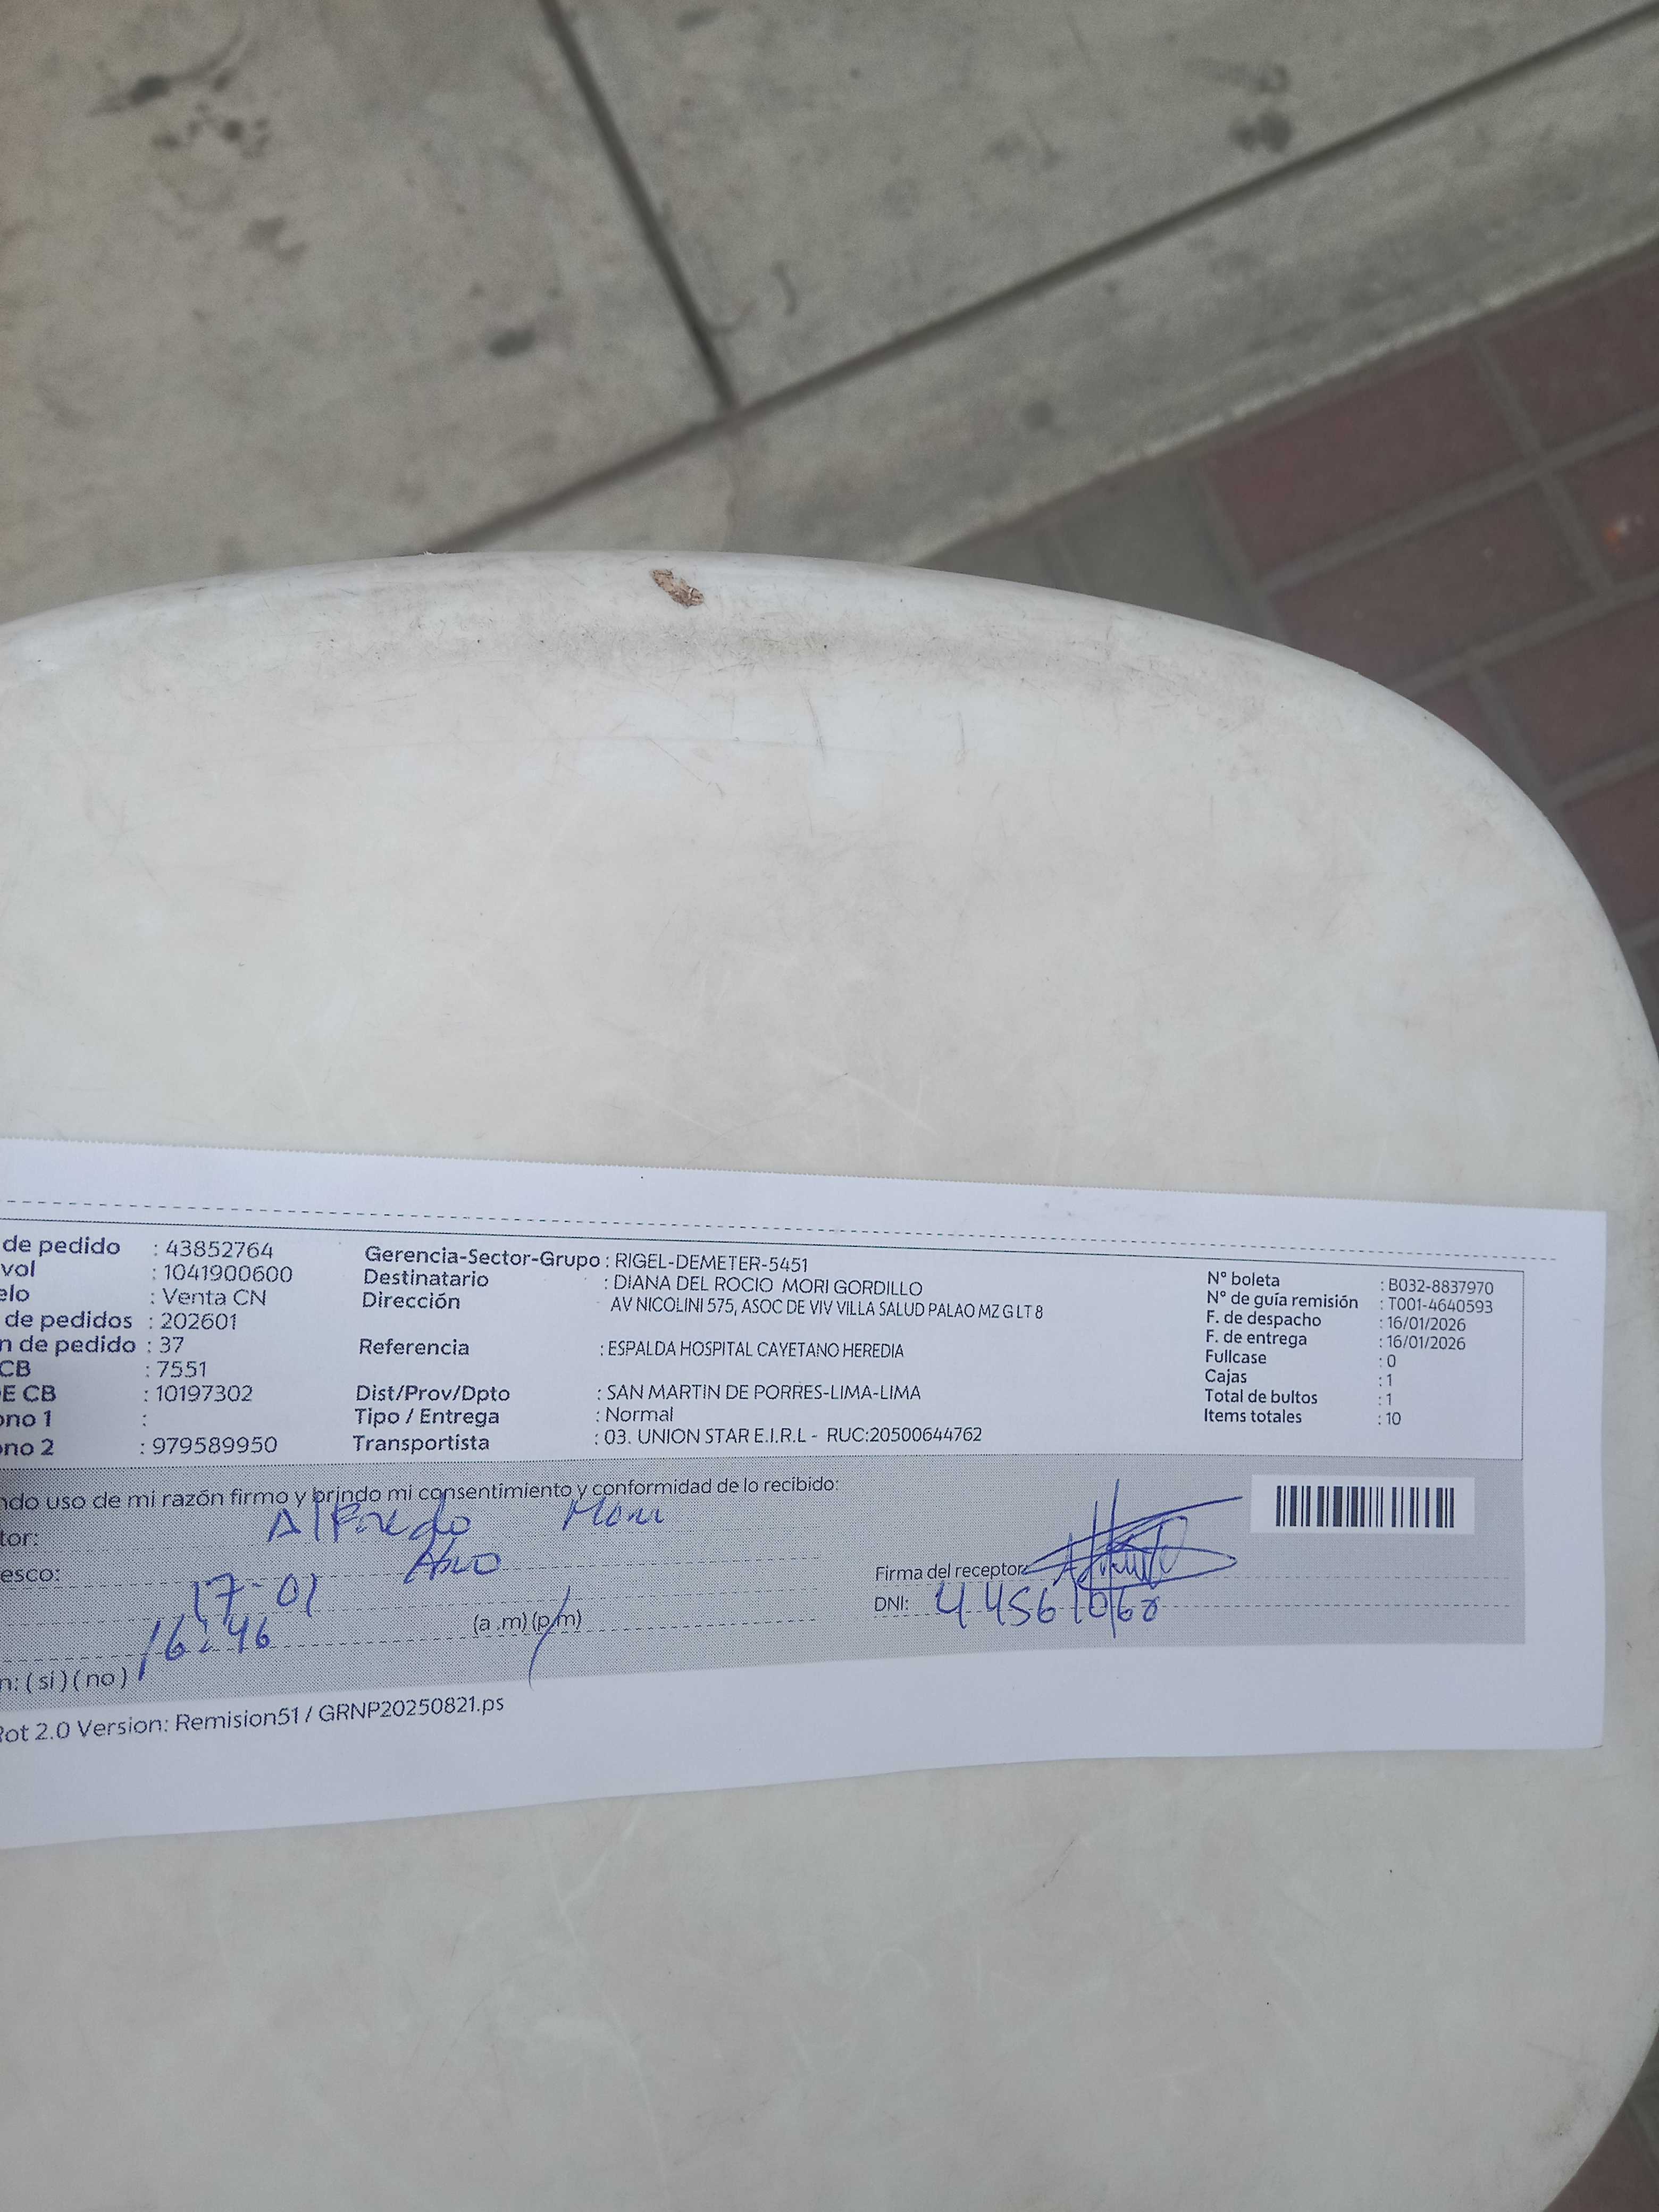 de pedido : 43852764
vol : 1041900600
elo : Venta CN
de pedidos : 202601
n de pedido : 37
CB : 7551
E CB : 10197302
ono 1 :
ono 2 : 979589950
Gerencia-Sector-Grupo : RIGEL-DEMETER-5451
Destinatario : DIANA DEL ROCIO MORI GORDILLO
Dirección AV NICOLINI 575, ASOC DE VIV VILLA SALUD PALAO MZ G LT 8
Referencia : ESPALDA HOSPITAL CAYETANO HEREDIA
Dist/Prov/Dpto : SAN MARTIN DE PORRES-LIMA-LIMA
Tipo / Entrega : Normal
Transportista : 03. UNION STAR E.I.R.L - RUC:20500644762
N° boleta : B032-8837970
N° de guía remisión : T001-4640593
F. de despacho : 16/01/2026
F. de entrega : 16/01/2026
Fullcase : 0
Cajas : 1
Total de bultos : 1
Items totales : 10
ndo uso de mi razón firmo y brindo mi consentimiento y conformidad de lo recibido:
tor: Alfredo Mori
esco:
17-01
16:46 (a .m) (p.m)
n: ( si ) ( no )
Firma del receptor:
DNI: 44561068
Rot 2.0 Version: Remision51 / GRNP20250821.ps